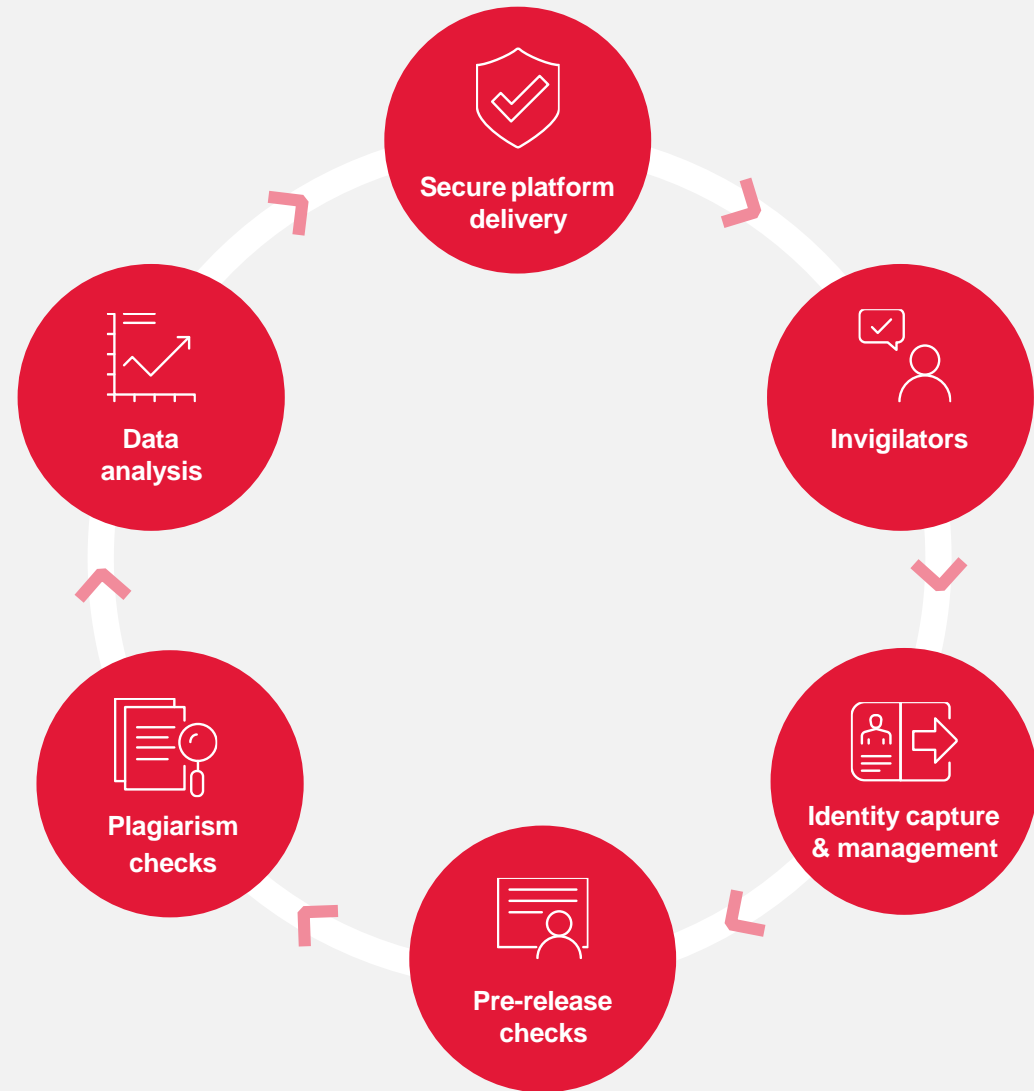 Secure platform
delivery
Invigilators
Identity capture
& management
Pre-release
checks
Plagiarism
checks
Data
analysis